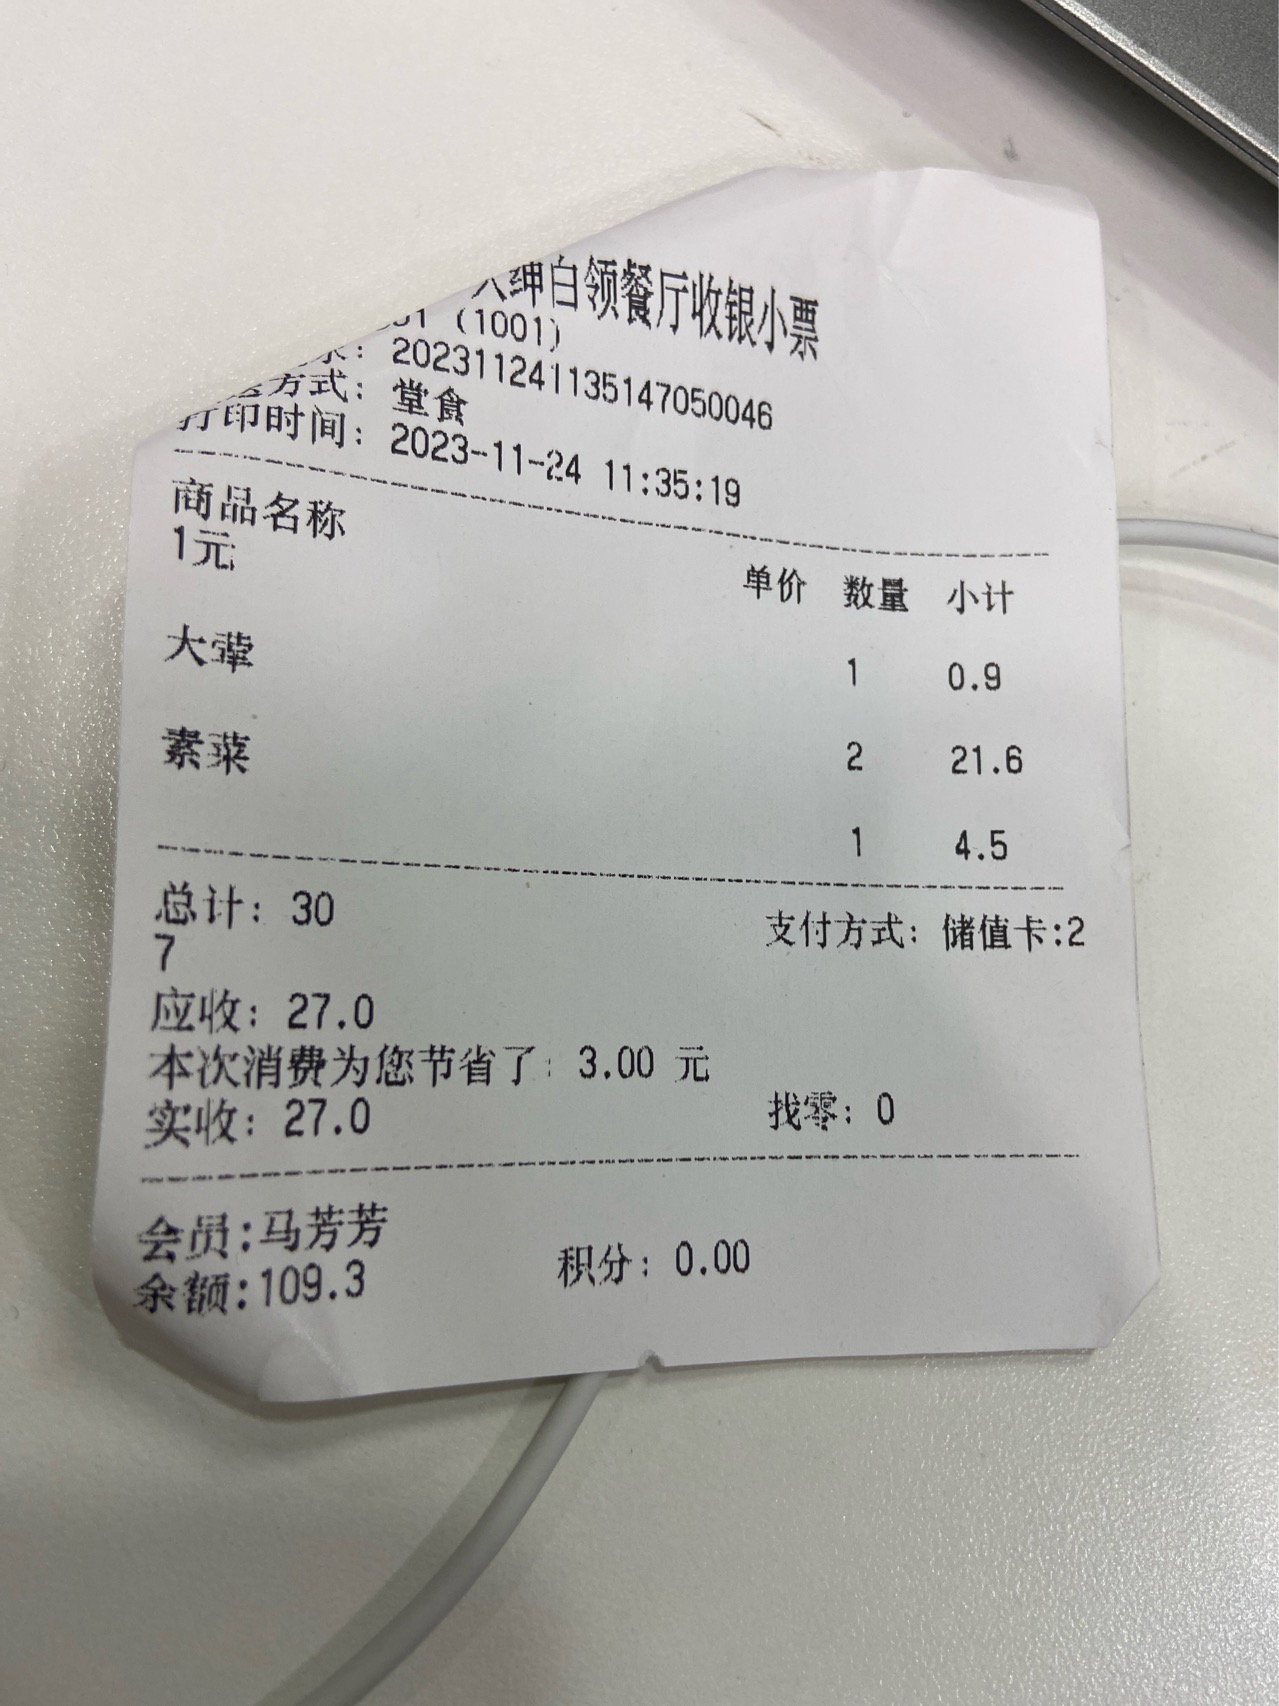 绅白领餐厅收银小票
01 (1001)
20231124113514​7050046
方式: 堂食
打印时间: 2023-11-24 11:35:19
商品名称 单价 数量 小计
1元
1 0.9
大荤
2 21.6
素菜
1 4.5
总计: 30 支付方式: 储值卡:2
7
应收: 27.0
本次消费为您节省了: 3.00 元
实收: 27.0 找零: 0
会员:马芳芳
余额:109.3 积分: 0.00